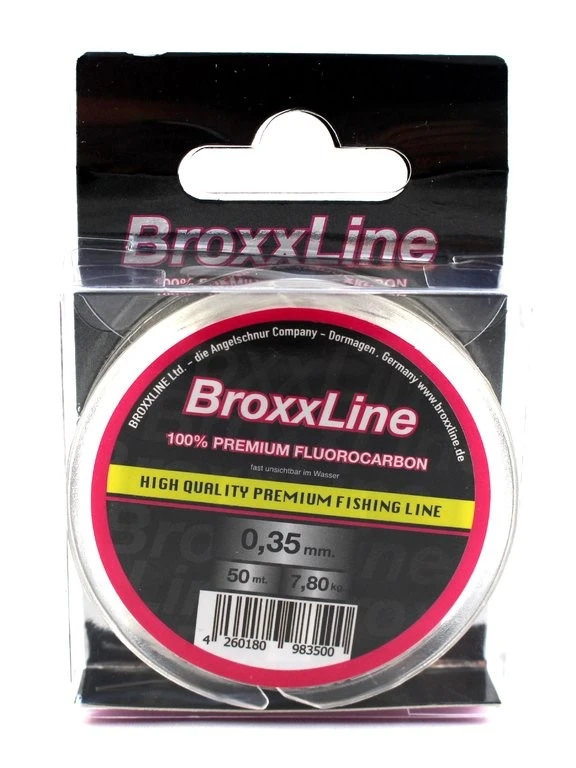 BroxxLine
100%
BROXXLINE Ltd. - die Angelschnur Company - Dormagen . Germany www.broxxline.de
BroxxLine
100% PREMIUM FLUOROCARBON
fast unsichtbar im Wasser
HIGH QUALITY PREMIUM FISHING LINE
0,35 mm.
50 mt. 7,80 kg.
4 260180 983500